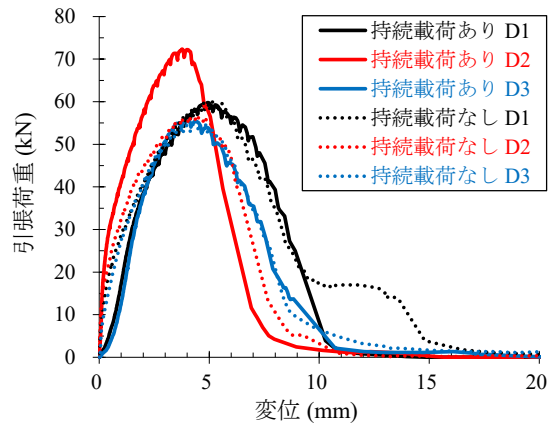 80
70
60
50
40
30
20
10
0
引張荷重 (kN)
持続載荷あり D1
持続載荷あり D2
持続載荷あり D3
持続載荷なし D1
持続載荷なし D2
持続載荷なし D3
0 5 10 15 20
変位 (mm)